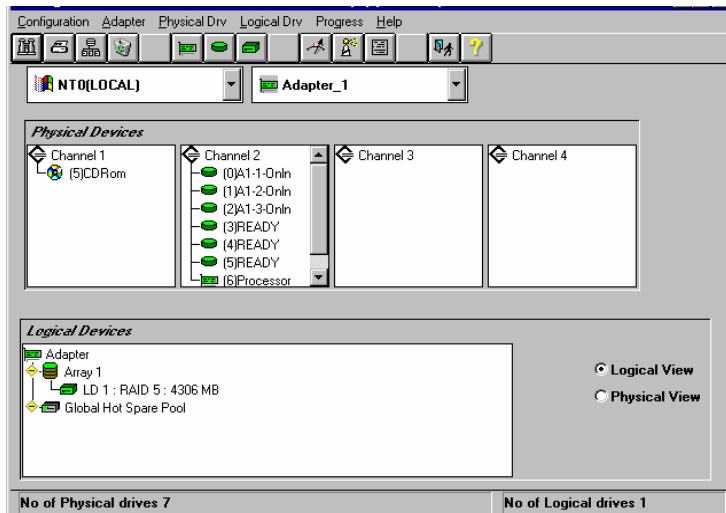 Configuration Adapter Physical Drv Logical Drv Progress Help
NT0(LOCAL)
Adapter_1
Physical Devices
Channel 1
(5)CDRom
Channel 2
(0)A1-1-Onln
(1)A1-2-Onln
(2)A1-3-Onln
(3)READY
(4)READY
(5)READY
(6)Processor
Channel 3
Channel 4
Logical Devices
Adapter
Array 1
LD 1 : RAID 5 : 4306 MB
Global Hot Spare Pool
Logical View
Physical View
No of Physical drives 7
No of Logical drives 1